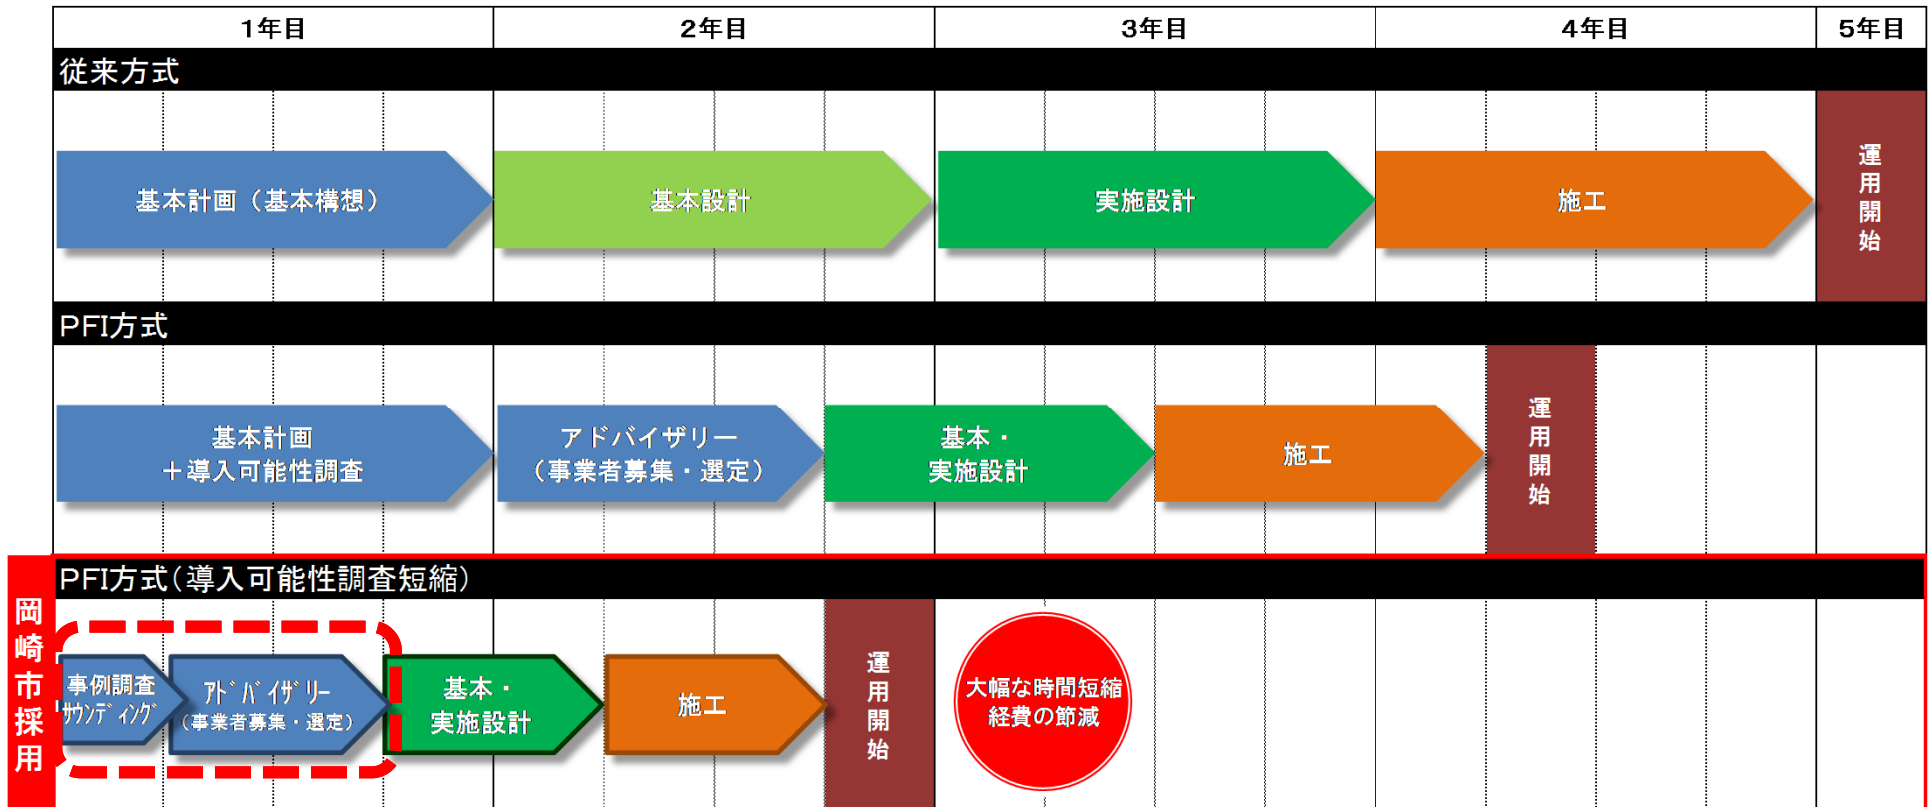 1年目
2年目
3年目
4年目
5年目
従来方式
基本計画（基本構想）
基本設計
実施設計
施工
運用開始
PFI方式
基本計画
＋導入可能性調査
アドバイザリー
（事業者募集・選定）
基本・
実施設計
施工
運用開始
岡崎市採用
PFI方式（導入可能性調査短縮）
事例調査
ｻｳﾝﾃﾞｨﾝｸﾞ
ｱﾄﾞﾊﾞｲｻﾞﾘｰ
（事業者募集・選定）
基本・
実施設計
施工
運用開始
大幅な時間短縮
経費の節減